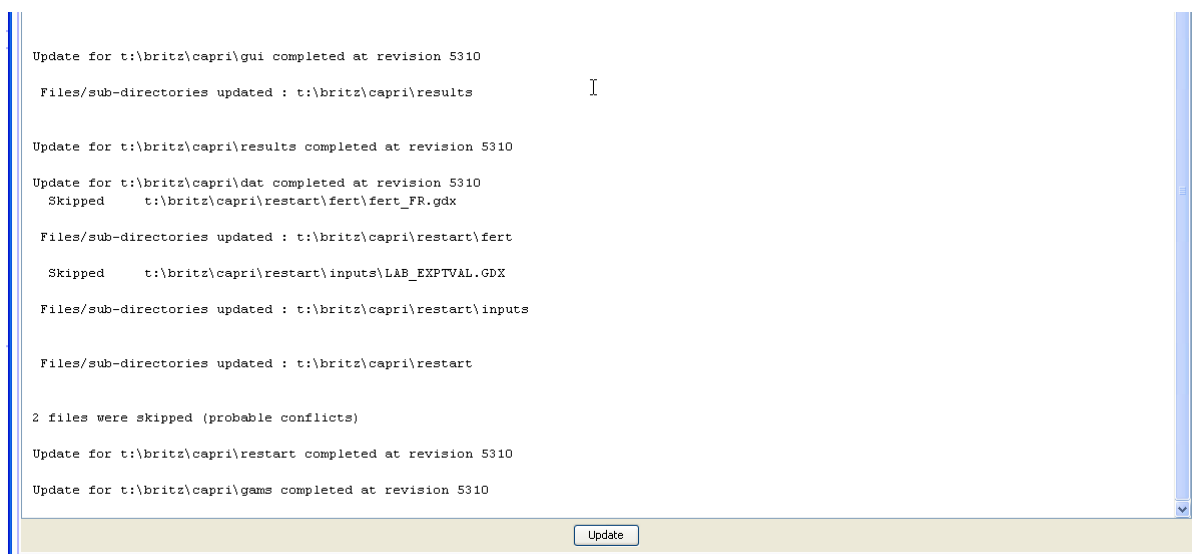 Update for t:\britz\capri\gui completed at revision 5310
Files/sub-directories updated : t:\britz\capri\results
Update for t:\britz\capri\results completed at revision 5310
Update for t:\britz\capri\dat completed at revision 5310
Skipped t:\britz\capri\restart\fert\fert_FR.gdx
Files/sub-directories updated : t:\britz\capri\restart\fert
Skipped t:\britz\capri\restart\inputs\LAB_EXPTVAL.GDX
Files/sub-directories updated : t:\britz\capri\restart\inputs
Files/sub-directories updated : t:\britz\capri\restart
2 files were skipped (probable conflicts)
Update for t:\britz\capri\restart completed at revision 5310
Update for t:\britz\capri\gams completed at revision 5310
Update